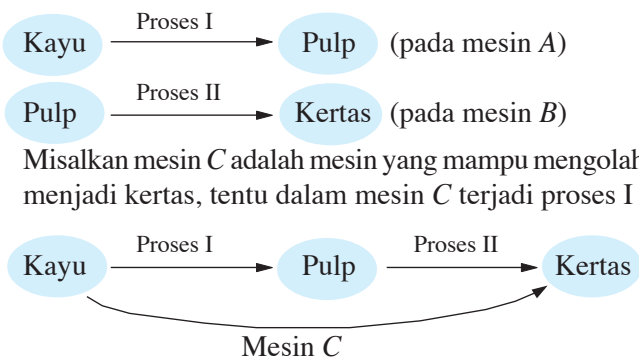 Proses I
Kayu Pulp (pada mesin A)
Proses II
Pulp Kertas (pada mesin B)
Misalkan mesin C adalah mesin yang mampu mengolah
menjadi kertas, tentu dalam mesin C terjadi proses I
Proses I Proses II
Kayu Pulp Kertas
Mesin C